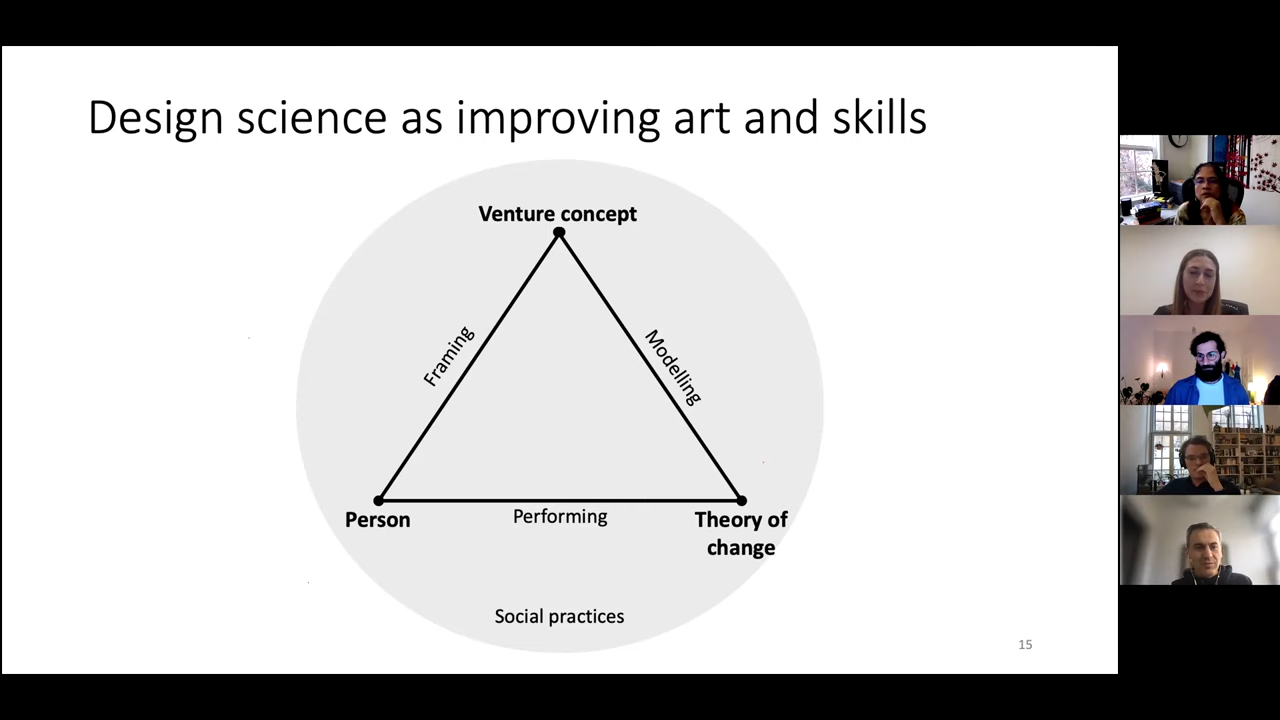 Design science as improving art and skills
Venture concept
Framing
Modelling
Person
Performing
Theory of
change
Social practices
15